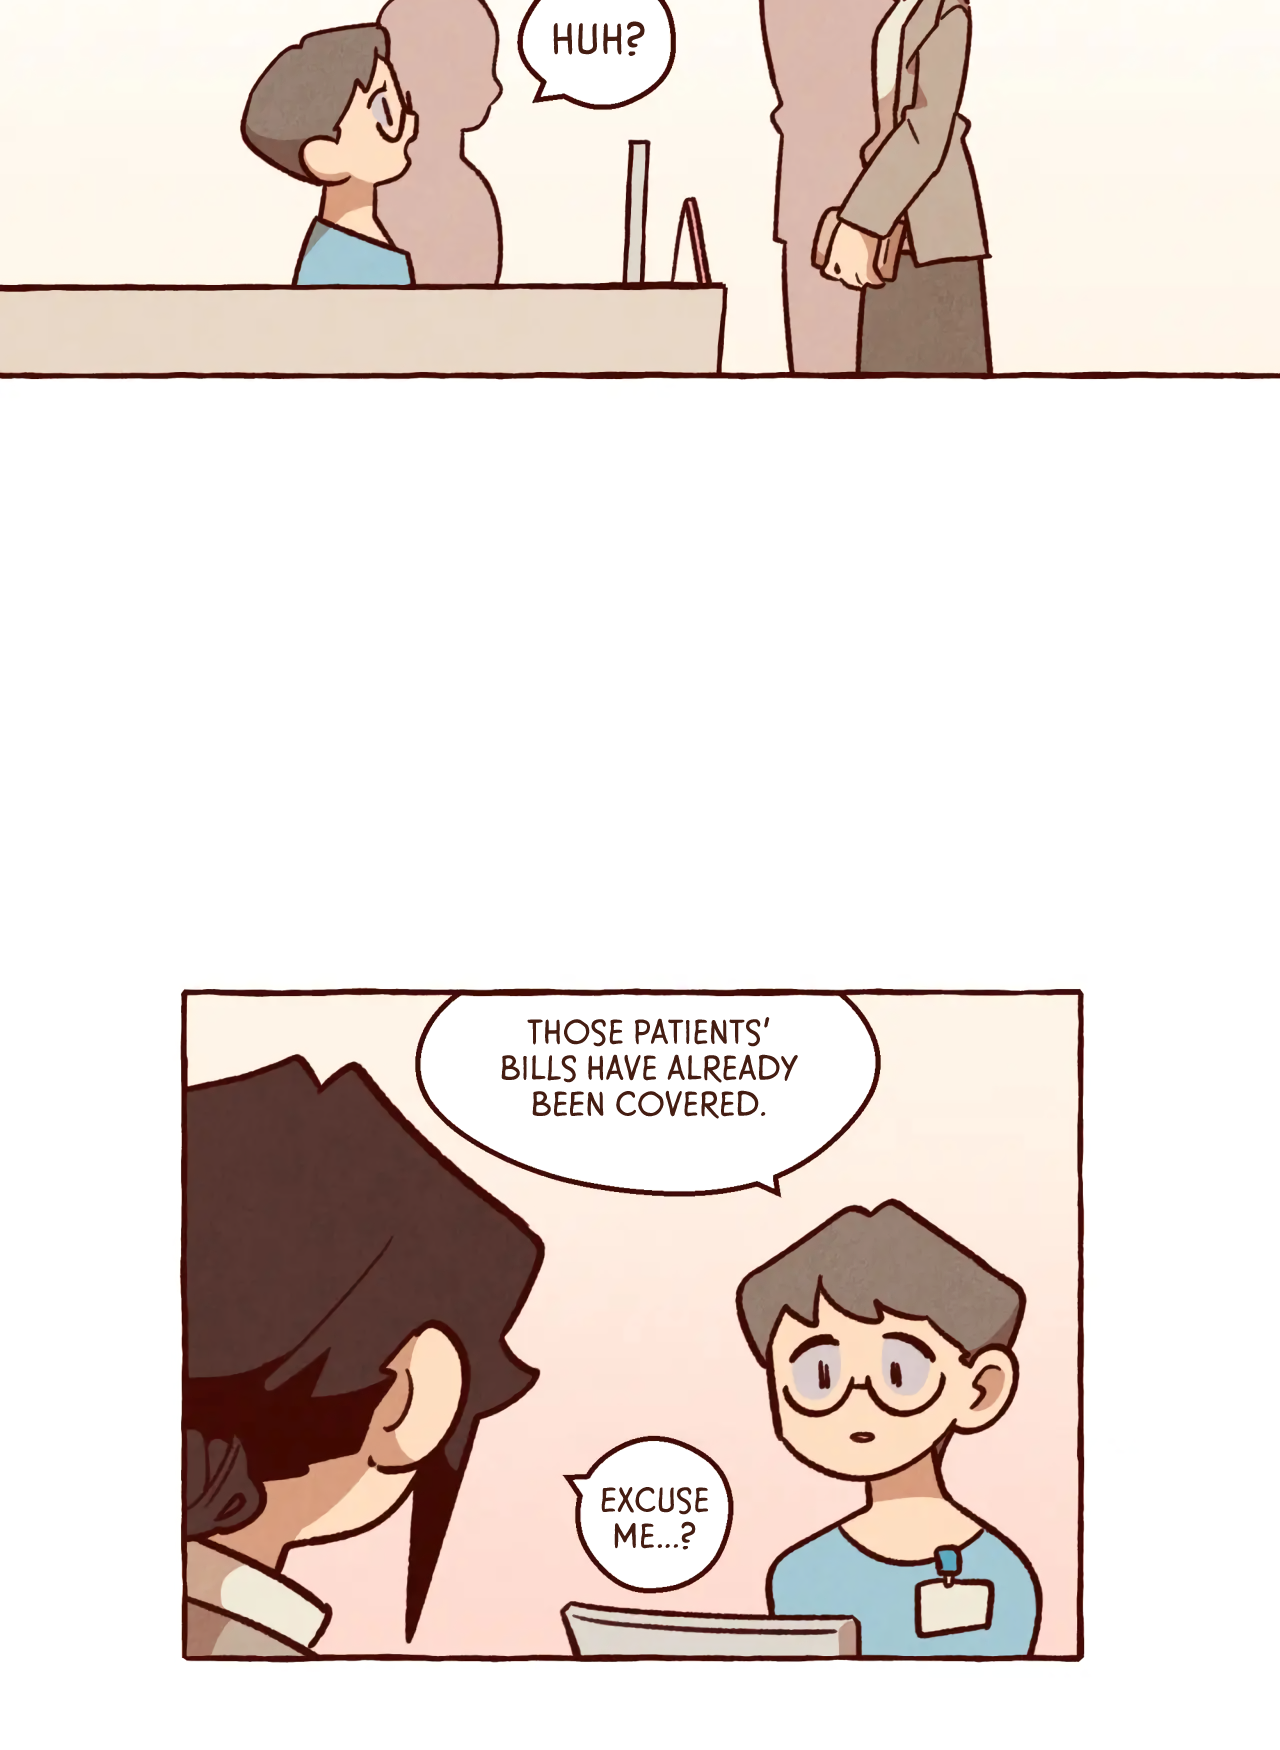 HUH?
THOSE PATIENTS'
BILLS HAVE ALREADY
BEEN COVERED.
EXCUSE
ME...?